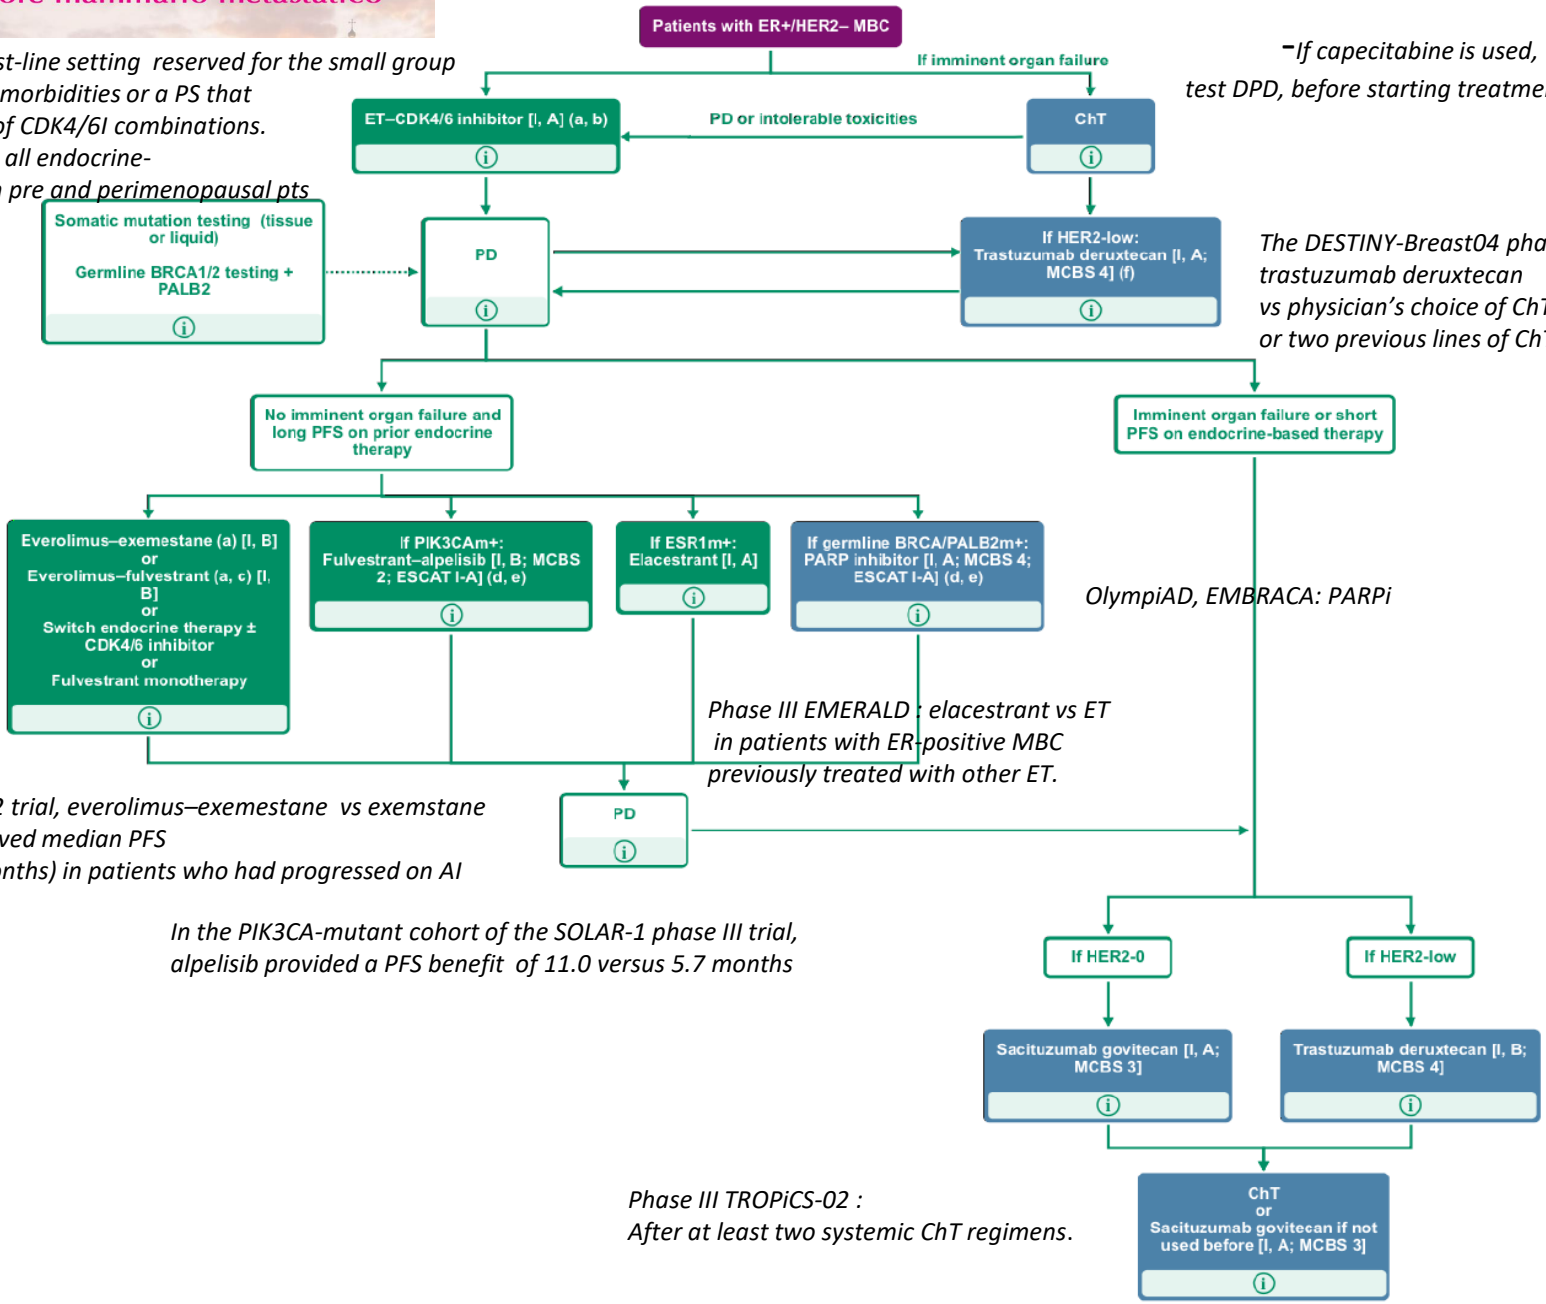 mammario metastatico
Patients with ER+/HER2– MBC
If imminent organ failure
-If capecitabine is used,
test DPD, before starting
setting reserved for the small group
morbidities or a PS that
of CDK4/6I combinations.
all endocrine-
pre and perimenopausal pts
ET–CDK4/6 inhibitor [I, A] (a, b)
i
PD or intolerable toxicities
ChT
i
Somatic mutation testing (tissue
or liquid)
Germline BRCA1/2 testing +
PALB2
i
PD
i
If HER2-low:
Trastuzumab deruxtecan [I, A;
MCBS 4] (f)
i
The DESTINY-Breast04
trastuzumab deruxtecan
vs physician’s choice of ChT
or two previous lines of
No imminent organ failure and
long PFS on prior endocrine
therapy
Imminent organ failure or short
PFS on endocrine-based therapy
Everolimus–exemestane (a) [I, B]
or
Everolimus–fulvestrant (a, c) [I,
B]
or
Switch endocrine therapy ±
CDK4/6 inhibitor
or
Fulvestrant monotherapy
i
If PIK3CAm+:
Fulvestrant–alpelisib [I, B; MCBS
2; ESCAT I-A] (d, e)
i
If ESR1m+:
Elacestrant [I, A]
i
If germline BRCA/PALB2m+:
PARP inhibitor [I, A; MCBS 4;
ESCAT I-A] (d, e)
i
OlympiAD, EMBRACA: PARPi
Phase III EMERALD : elacestrant vs ET
in patients with ER-positive MBC
previously treated with other ET.
2 trial, everolimus–exemestane vs exemstane
median PFS
in patients who had progressed on AI
PD
i
In the PIK3CA-mutant cohort of the SOLAR-1 phase III trial,
alpelisib provided a PFS benefit of 11.0 versus 5.7 months
If HER2-0
If HER2-low
Sacituzumab govitecan [I, A;
MCBS 3]
i
Trastuzumab deruxtecan [I, B;
MCBS 4]
i
Phase III TROPiCS-02 :
After at least two systemic ChT regimens.
ChT
or
Sacituzumab govitecan if not
used before [I, A; MCBS 3]
i